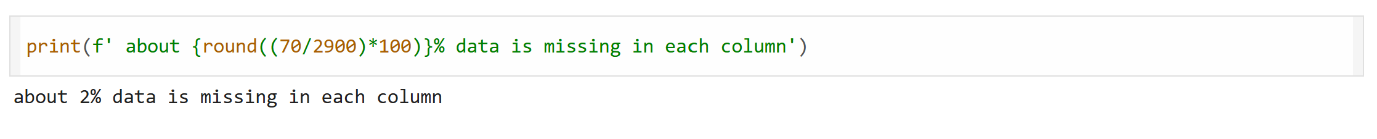 print(f' about {round((70/2900)*100)}% data is missing in each column')
about 2% data is missing in each column